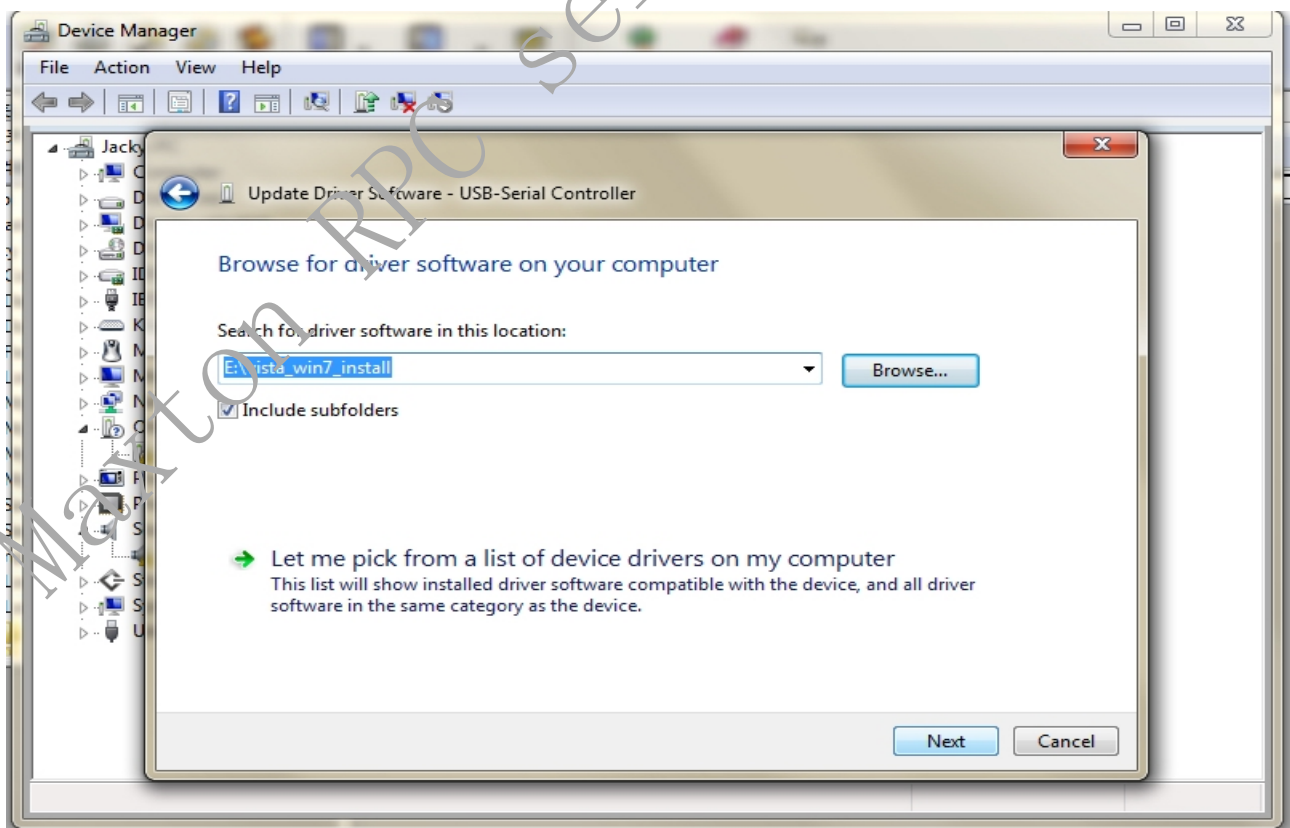 Device Manager
File Action View Help
Jacky
Update Driver Software - USB-Serial Controller
Browse for driver software on your computer
Search for driver software in this location:
E:\vista_win7_install
Browse...
Include subfolders
Let me pick from a list of device drivers on my computer
This list will show installed driver software compatible with the device, and all driver
software in the same category as the device.
Next Cancel
Maxton RPC